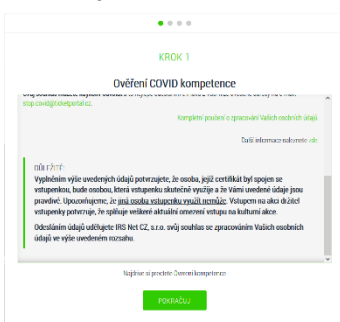 KROK 1
Ověření COVID kompetence
stop.covid@ticketportal.cz.
Kompletní poučení o zpracování Vašich osobních údajů
Další informace naleznete zde
DŮLEŽITÉ:
Vyplněním výše uvedených údajů potvrzujete, že osoba, jejíž certifikát byl spojen se
vstupenkou, bude osobou, která vstupenku skutečně využije a že Vámi uvedené údaje jsou
pravdivé. Upozorňujeme, že jiná osoba vstupenku využít nemůže. Vstupem na akci držitel
vstupenky potvrzuje, že splňuje veškeré aktuální omezení vstupu na kulturní akce.
Odesláním údajů udělujete IRS Net CZ, s.r.o. svůj souhlas se zpracováním Vašich osobních
údajů ve výše uvedeném rozsahu.
Nejdříve si přečtete Ověření kompetence
POKRAČUJ